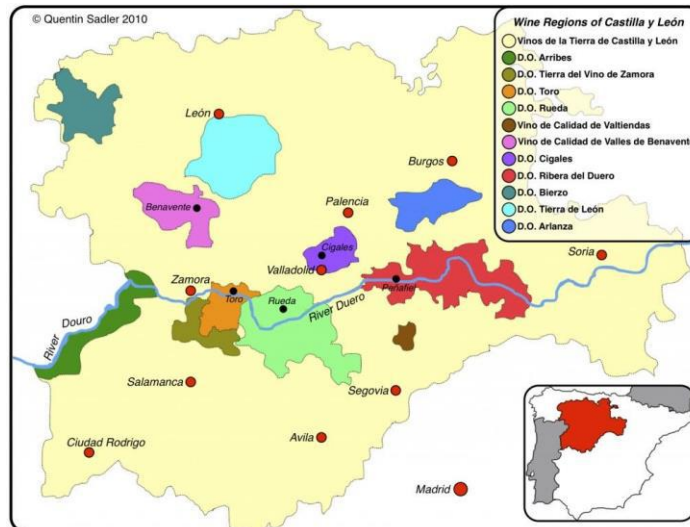 © Quentin Sadler 2010
Wine Regions of Castilla y León
Vinos de la Tierra de Castilla y León
D.O. Arribes
D.O. Tierra del Vino de Zamora
D.O. Toro
D.O. Rueda
Vino de Calidad de Valtiendas
Vino de Calidad de Valles de Benavente
D.O. Cigales
D.O. Ribera del Duero
D.O. Bierzo
D.O. Tierra de León
D.O. Arlanza
León
Burgos
Benavente
Palencia
Cigales
Soria
Valladolid
Zamora
Peñafiel
Toro
Rueda
River Duero
River Douro
Salamanca
Segovia
Ciudad Rodrigo
Avila
Madrid